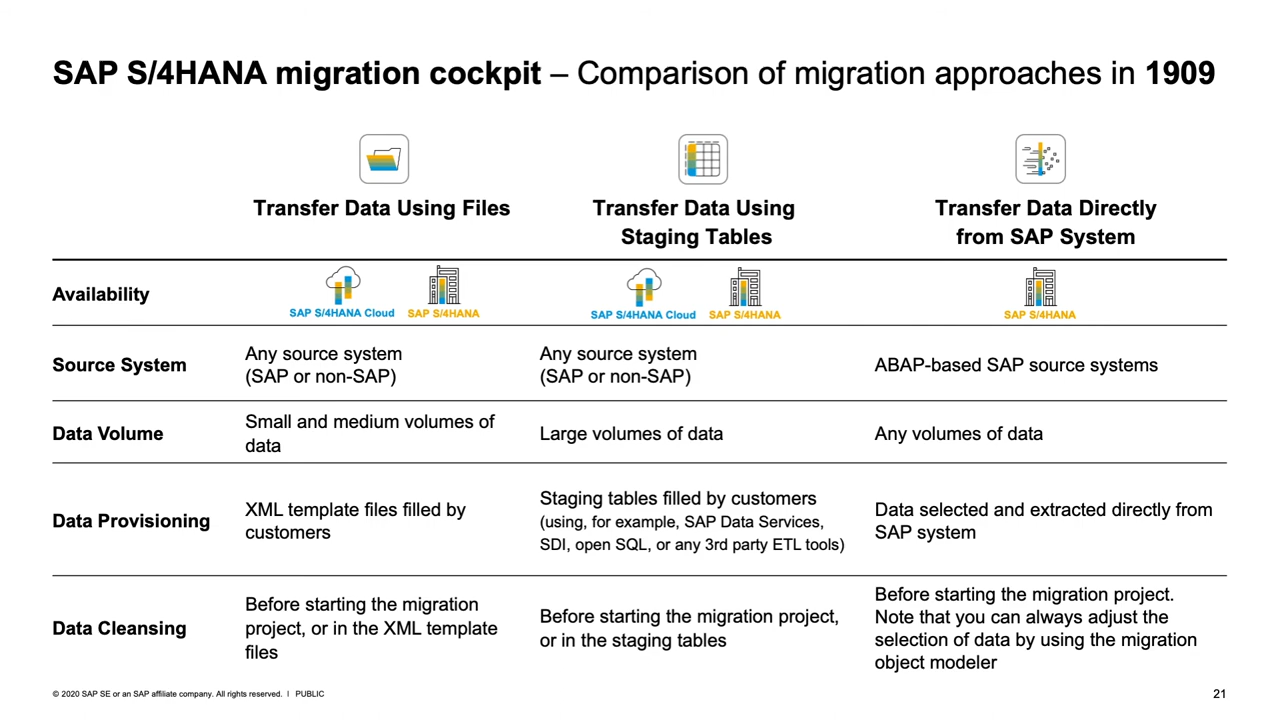 SAP S/4HANA migration cockpit – Comparison of migration approaches in 1909
Transfer Data Using Files
Transfer Data Using
Staging Tables
Transfer Data Directly
from SAP System
Availability
SAP S/4HANA Cloud
SAP S/4HANA
SAP S/4HANA Cloud
SAP S/4HANA
SAP S/4HANA
Source System
Any source system
(SAP or non-SAP)
Any source system
(SAP or non-SAP)
ABAP-based SAP source systems
Data Volume
Small and medium volumes of
data
Large volumes of data
Any volumes of data
Data Provisioning
XML template files filled by
customers
Staging tables filled by customers
(using, for example, SAP Data Services,
SDI, open SQL, or any 3rd party ETL tools)
Data selected and extracted directly from
SAP system
Data Cleansing
Before starting the migration
project, or in the XML template
files
Before starting the migration project,
or in the staging tables
Before starting the migration project.
Note that you can always adjust the
selection of data by using the migration
object modeler
© 2020 SAP SE or an SAP affiliate company. All rights reserved. | PUBLIC
21